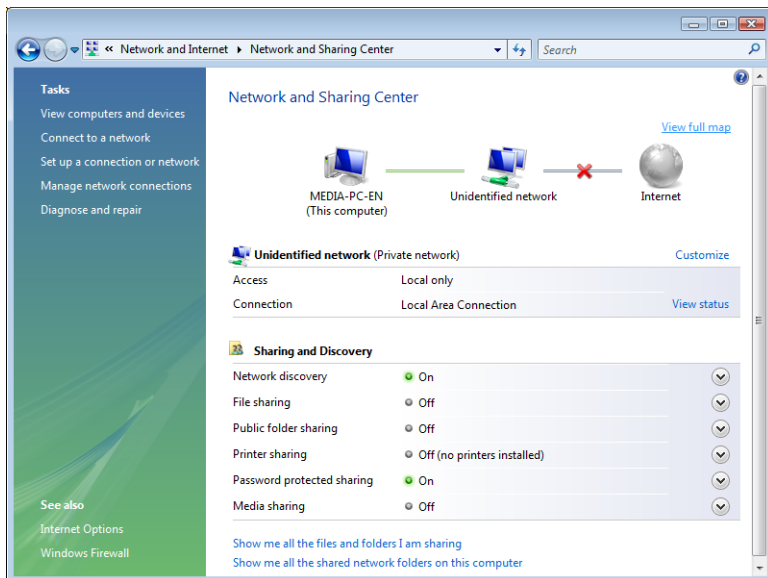 « Network and Internet ▸ Network and Sharing Center
Search
Tasks
View computers and devices
Connect to a network
Set up a connection or network
Manage network connections
Diagnose and repair
See also
Internet Options
Windows Firewall
Network and Sharing Center
View full map
MEDIA-PC-EN
(This computer)
Unidentified network
Internet
Unidentified network (Private network)
Customize
Access Local only
Connection Local Area Connection View status
Sharing and Discovery
Network discovery On
File sharing Off
Public folder sharing Off
Printer sharing Off (no printers installed)
Password protected sharing On
Media sharing Off
Show me all the files and folders I am sharing
Show me all the shared network folders on this computer